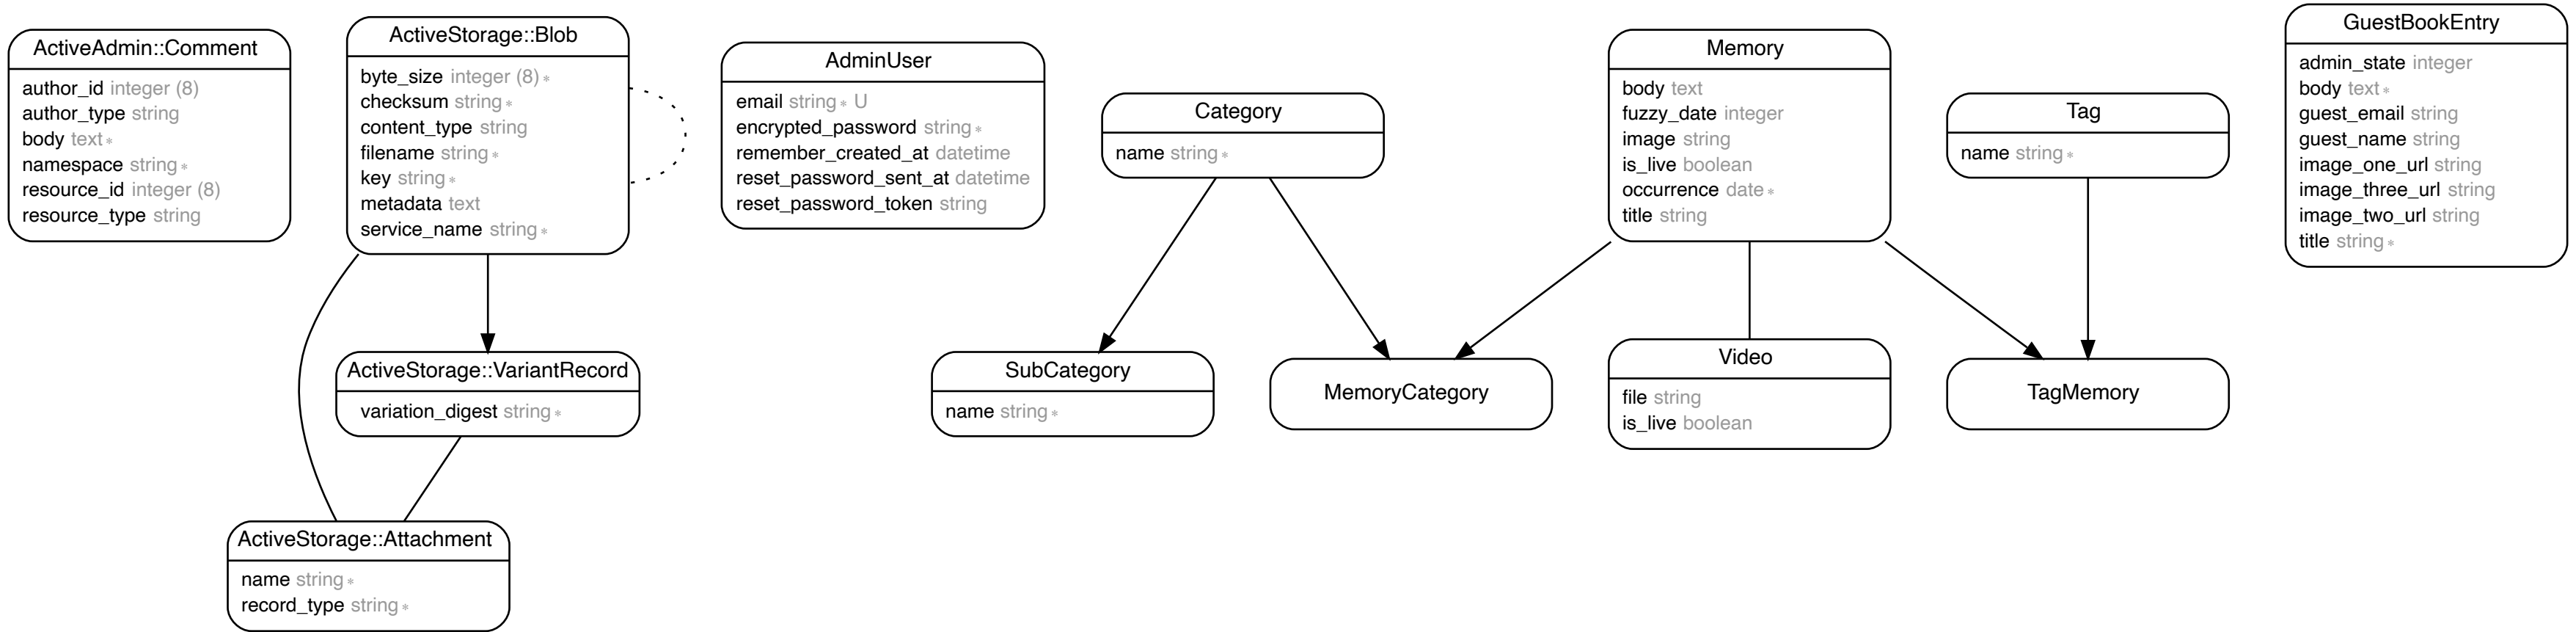 ActiveAdmin::Comment
author_id integer (8)
author_type string
body text *
namespace string *
resource_id integer (8)
resource_type string
ActiveStorage::Blob
byte_size integer (8) *
checksum string *
content_type string
filename string *
key string *
metadata text
service_name string *
AdminUser
email string * U
encrypted_password string *
remember_created_at datetime
reset_password_sent_at datetime
reset_password_token string
Category
name string *
Memory
body text
fuzzy_date integer
image string
is_live boolean
occurrence date *
title string
Tag
name string *
GuestBookEntry
admin_state integer
body text *
guest_email string
guest_name string
image_one_url string
image_three_url string
image_two_url string
title string *
ActiveStorage::VariantRecord
variation_digest string *
SubCategory
name string *
MemoryCategory
Video
file string
is_live boolean
TagMemory
ActiveStorage::Attachment
name string *
record_type string *